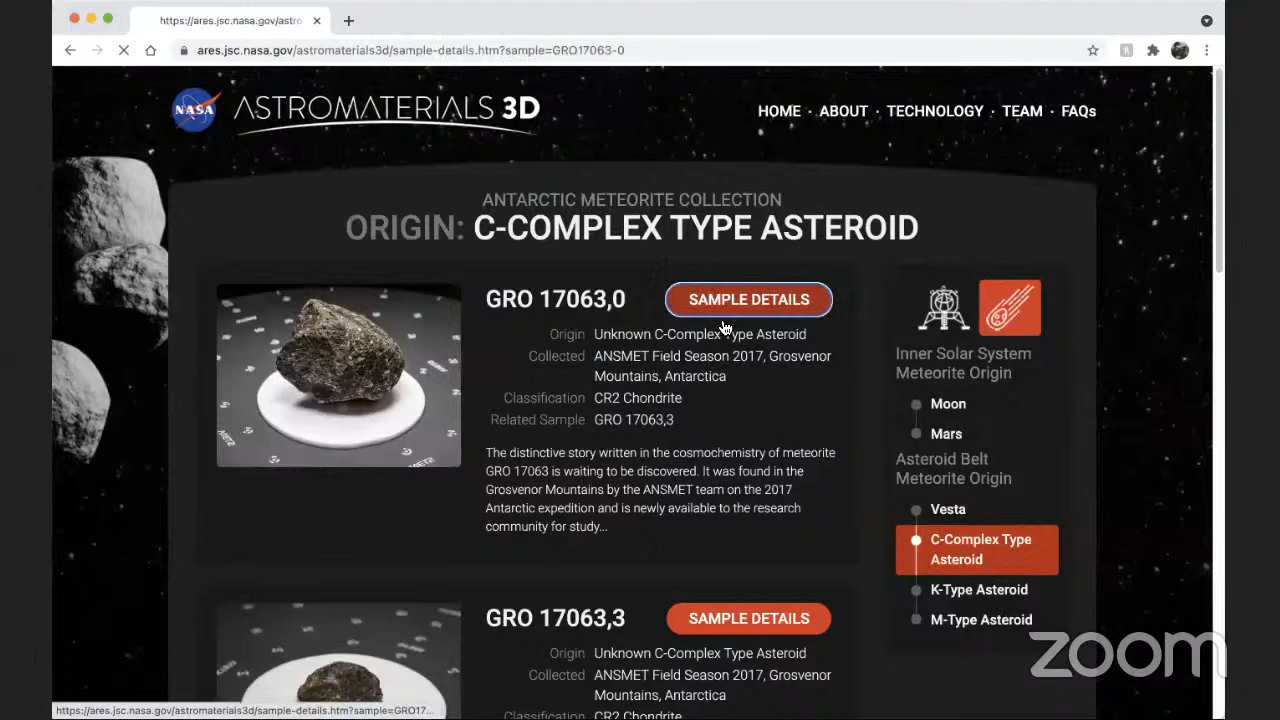 https://ares.jsc.nasa.gov/astro
ares.jsc.nasa.gov/astromaterials3d/sample-details.htm?sample=GRO17063-0
NASA
ASTROMATERIALS 3D
HOME · ABOUT · TECHNOLOGY · TEAM · FAQs
ANTARCTIC METEORITE COLLECTION
ORIGIN: C-COMPLEX TYPE ASTEROID
GRO 17063,0
SAMPLE DETAILS
Origin Unknown C-Complex Type Asteroid
Collected ANSMET Field Season 2017, Grosvenor
Mountains, Antarctica
Classification CR2 Chondrite
Related Sample GRO 17063,3
The distinctive story written in the cosmochemistry of meteorite
GRO 17063 is waiting to be discovered. It was found in the
Grosvenor Mountains by the ANSMET team on the 2017
Antarctic expedition and is newly available to the research
community for study...
GRO 17063,3
SAMPLE DETAILS
Origin Unknown C-Complex Type Asteroid
Collected ANSMET Field Season 2017, Grosvenor
Mountains, Antarctica
Classification CR2 Chondrite
Inner Solar System
Meteorite Origin
Moon
Mars
Asteroid Belt
Meteorite Origin
Vesta
C-Complex Type
Asteroid
K-Type Asteroid
M-Type Asteroid
zoom
https://ares.jsc.nasa.gov/astromaterials3d/sample-details.htm?sample=GRO17...